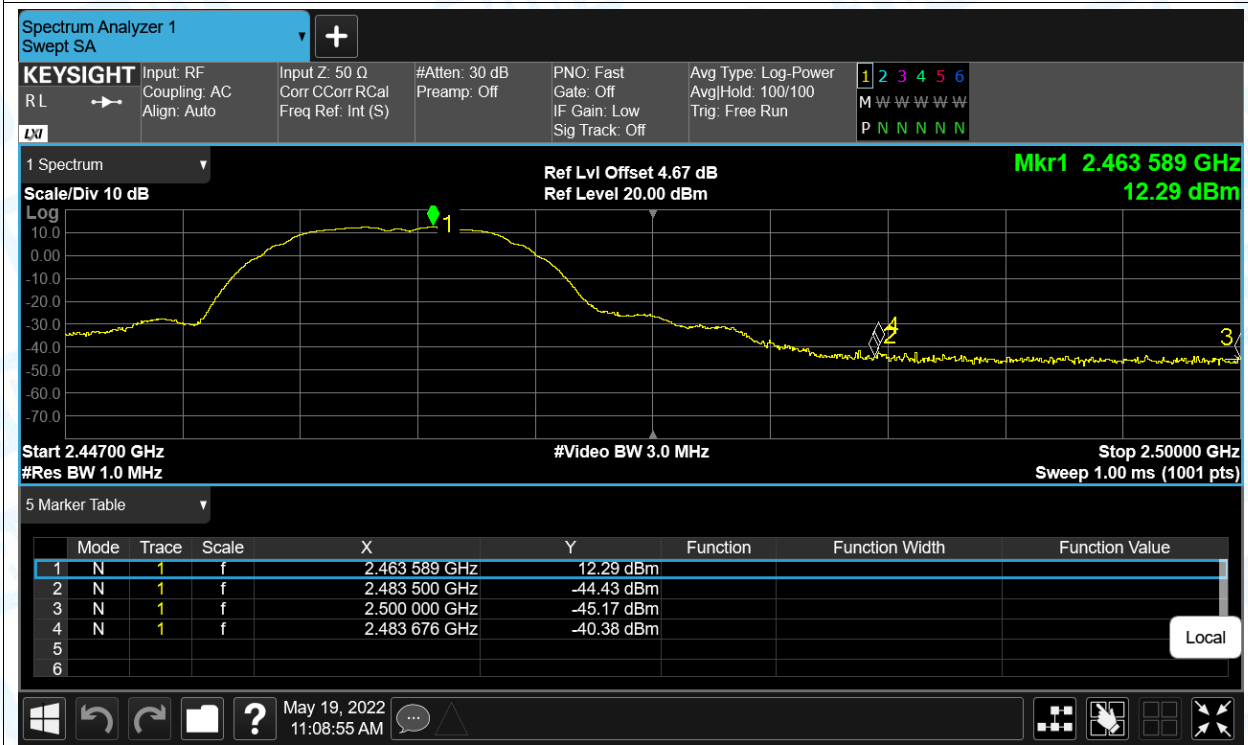 Spectrum Analyzer 1
Swept SA
+
KEYSIGHT
R L
LXI
Input: RF
Coupling: AC
Align: Auto
Input Z: 50 Ω
Corr CCorr RCal
Freq Ref: Int (S)
#Atten: 30 dB
Preamp: Off
PNO: Fast
Gate: Off
IF Gain: Low
Sig Track: Off
Avg Type: Log-Power
Avg|Hold: 100/100
Trig: Free Run
1 2 3 4 5 6
M W W W W W
P N N N N N
1 Spectrum
Scale/Div 10 dB
Ref Lvl Offset 4.67 dB
Ref Level 20.00 dBm
Mkr1 2.463 589 GHz
12.29 dBm
Log
10.0
0.00
-10.0
-20.0
-30.0
-40.0
-50.0
-60.0
-70.0
1
4
2
3
Start 2.44700 GHz
#Res BW 1.0 MHz
#Video BW 3.0 MHz
Stop 2.50000 GHz
Sweep 1.00 ms (1001 pts)
5 Marker Table
Mode Trace Scale X Y Function Function Width Function Value
1 N 1 f 2.463 589 GHz 12.29 dBm
2 N 1 f 2.483 500 GHz -44.43 dBm
3 N 1 f 2.500 000 GHz -45.17 dBm
4 N 1 f 2.483 676 GHz -40.38 dBm
5
6
Local
?
May 19, 2022
11:08:55 AM